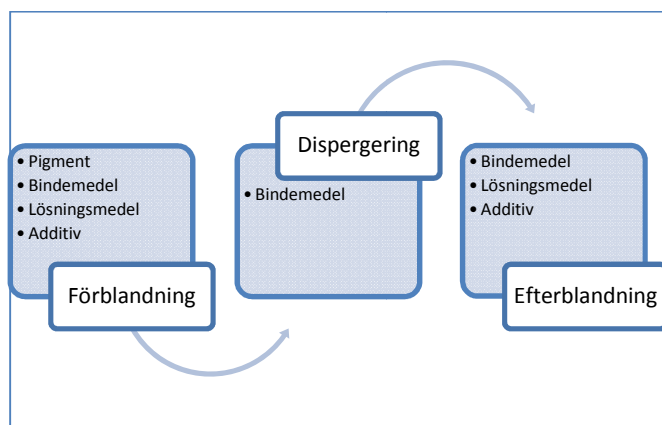 • Pigment
• Bindemedel
• Lösningsmedel
• Additiv
Förblandning
Dispergering
• Bindemedel
• Bindemedel
• Lösningsmedel
• Additiv
Efterblandning